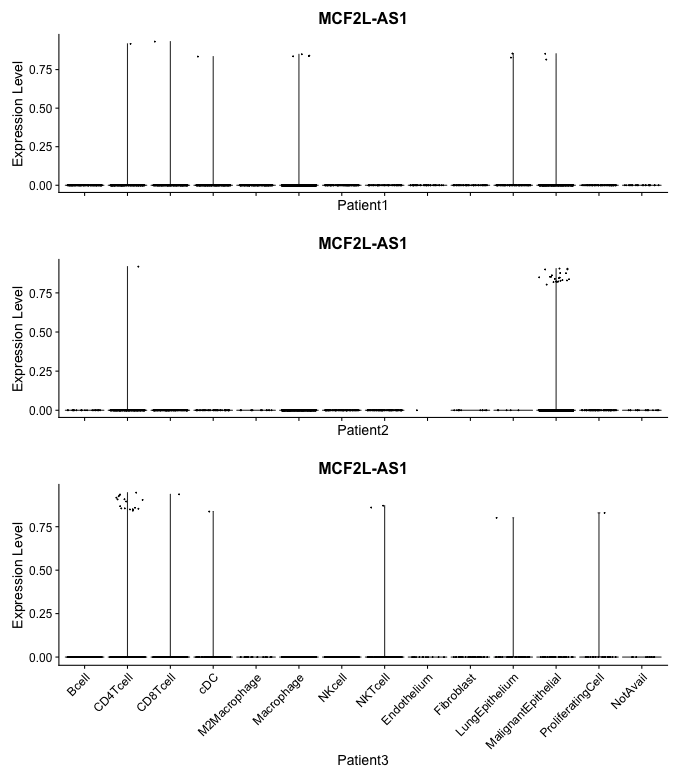 MCF2L-AS1
Expression Level
0.75
0.50
0.25
0.00
Patient1
MCF2L-AS1
Expression Level
0.75
0.50
0.25
0.00
Patient2
MCF2L-AS1
Expression Level
0.75
0.50
0.25
0.00
Bcell
CD4Tcell
CD8Tcell
cDC
M2Macrophage
Macrophage
NKcell
NKTcell
Endothelium
Fibroblast
LungEpithelium
MalignantEpithelial
ProliferatingCell
NotAvail
Patient3